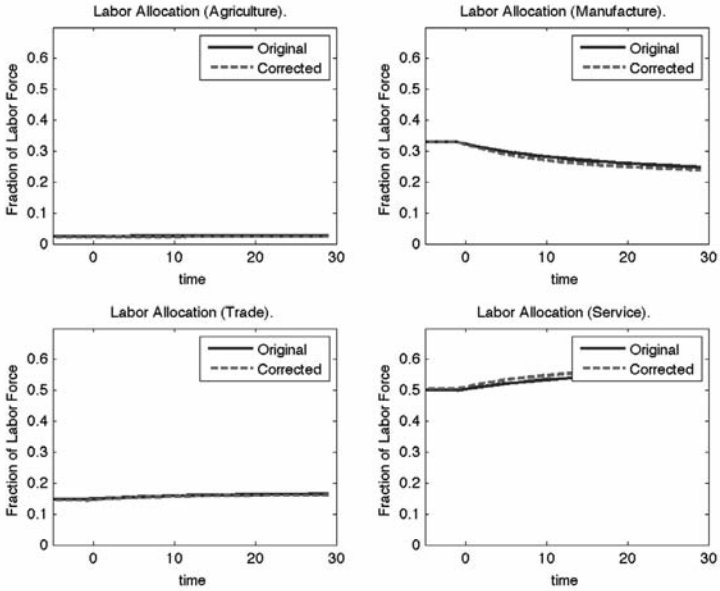 Labor Allocation (Agriculture).
Fraction of Labor Force
0.6
0.5
0.4
0.3
0.2
0.1
0
Original
Corrected
0 10 20 30
time
Labor Allocation (Manufacture).
Fraction of Labor Force
0.6
0.5
0.4
0.3
0.2
0.1
0
Original
Corrected
0 10 20 30
time
Labor Allocation (Trade).
Fraction of Labor Force
0.6
0.5
0.4
0.3
0.2
0.1
0
Original
Corrected
0 10 20 30
time
Labor Allocation (Service).
Fraction of Labor Force
0.6
0.5
0.4
0.3
0.2
0.1
0
Original
Corrected
0 10 20 30
time